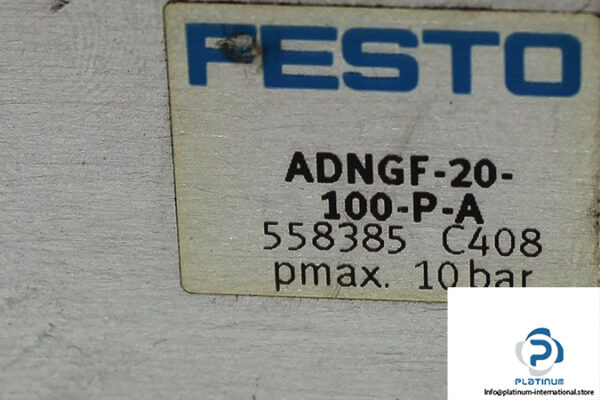 FESTO
ADNGF-20-
100-P-A
558385 C408
pmax. 10 bar
PLATINUM
Info@platinum-international.store